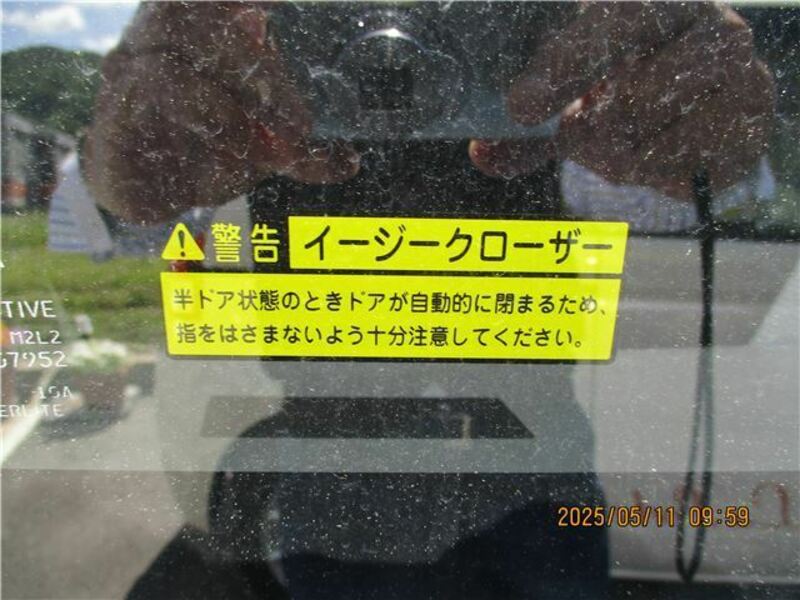 警告 イージークローザー
半ドア状態のときドアが自動的に閉まるため、
指をはさまないよう十分注意してください。
TIVE
M2L2
67952
-19A
ERLITE
2025/05/11 09:59